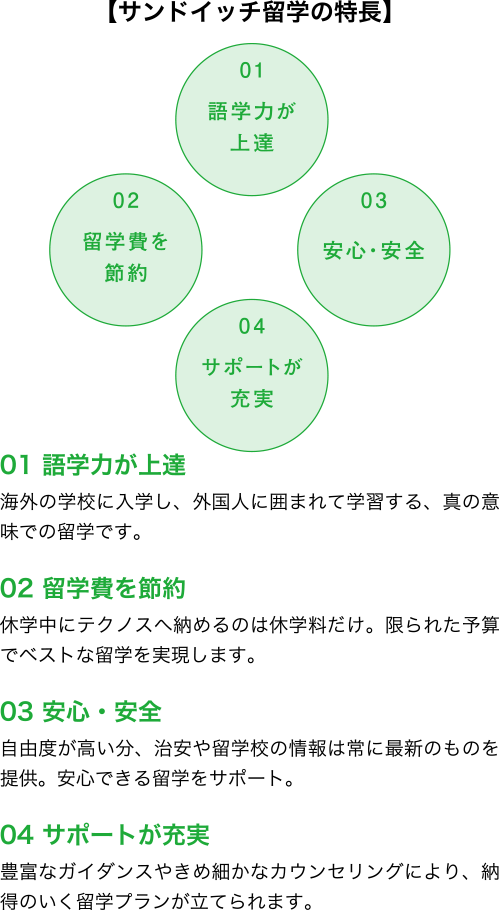 【サンドイッチ留学の特長】
01
語学力が
上達
02
留学費を
節約
03
安心・安全
04
サポートが
充実
01 語学力が上達
海外の学校に入学し、外国人に囲まれて学習する、真の意
味での留学です。
02 留学費を節約
休学中にテクノスへ納めるのは休学料だけ。限られた予算
でベストな留学を実現します。
03 安心・安全
自由度が高い分、治安や留学校の情報は常に最新のものを
提供。安心できる留学をサポート。
04 サポートが充実
豊富なガイダンスやきめ細かなカウンセリングにより、納
得のいく留学プランが立てられます。